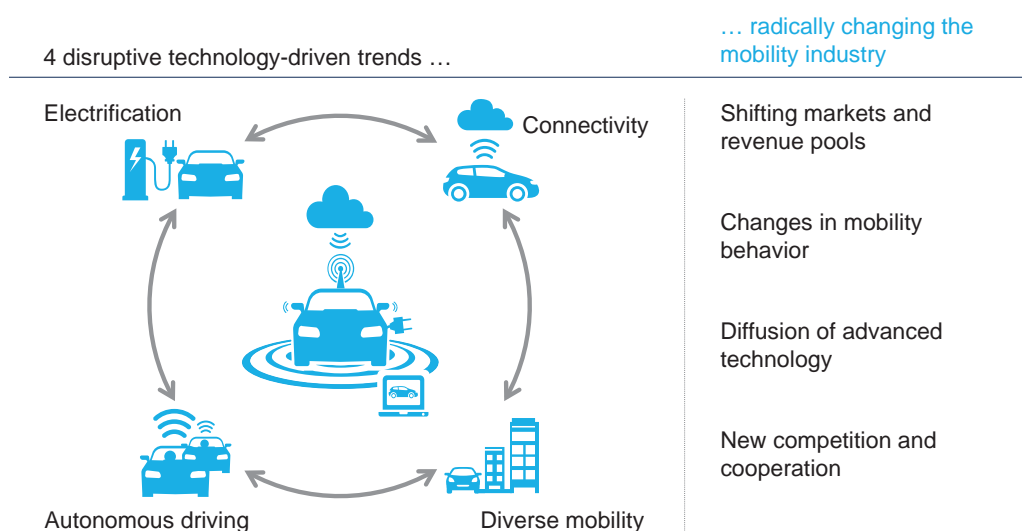 4 disruptive technology-driven trends …
… radically changing the
mobility industry
Electrification
Connectivity
Autonomous driving
Diverse mobility
Shifting markets and
revenue pools
Changes in mobility
behavior
Diffusion of advanced
technology
New competition and
cooperation